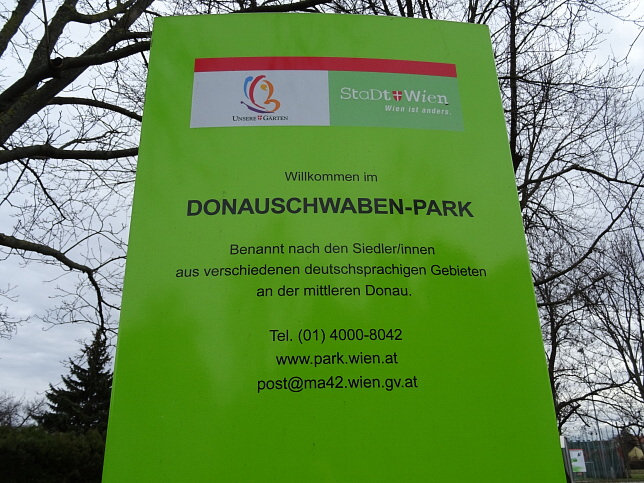 UNSERE GÄRTEN
StaDt Wien
Wien ist anders.
Willkommen im
DONAUSCHWABEN-PARK
Benannt nach den Siedler/innen
aus verschiedenen deutschsprachigen Gebieten
an der mittleren Donau.
Tel. (01) 4000-8042
www.park.wien.at
post@ma42.wien.gv.at